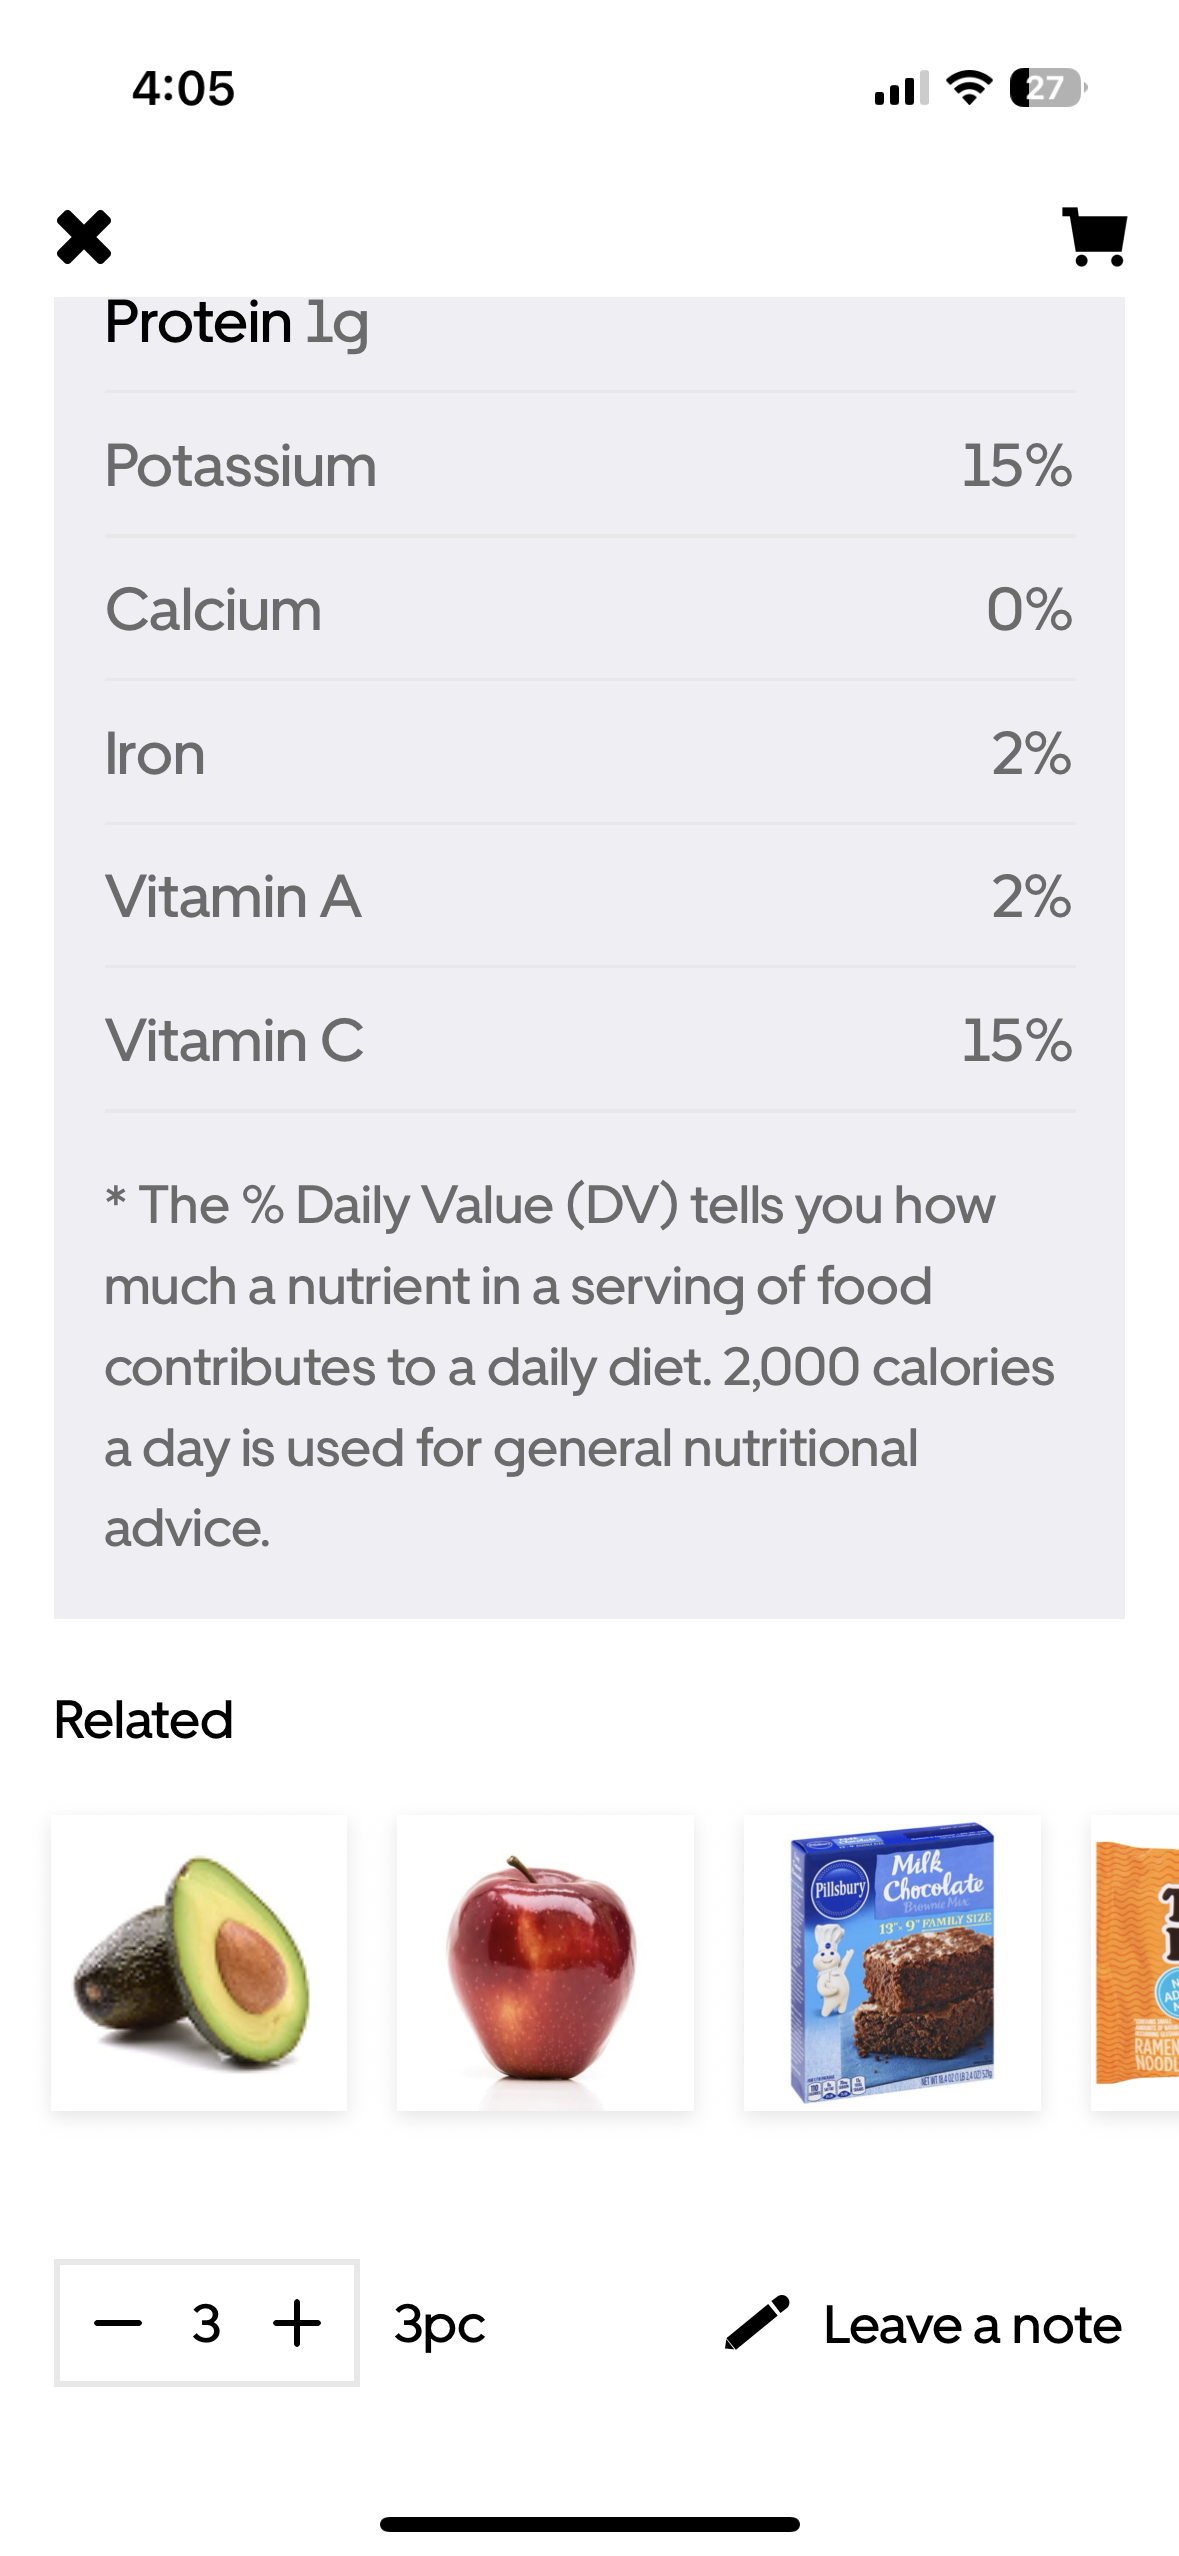 4:05
27
Protein 1g
Potassium 15%
Calcium 0%
Iron 2%
Vitamin A 2%
Vitamin C 15%
* The % Daily Value (DV) tells you how
much a nutrient in a serving of food
contributes to a daily diet. 2,000 calories
a day is used for general nutritional
advice.
Related
Pillsbury
Milk
Chocolate
Brownie Mix
13"x 9" FAMILY SIZE
RAMEN
3
3pc
Leave a note